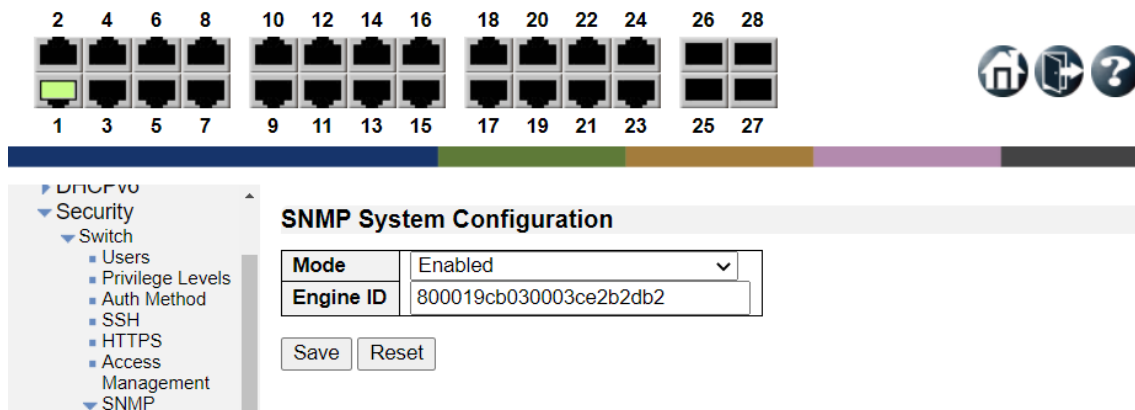 2 4 6 8 10 12 14 16 18 20 22 24 26 28
?
1 3 5 7 9 11 13 15 17 19 21 23 25 27
DHCPv6
Security
Switch
Users
Privilege Levels
Auth Method
SSH
HTTPS
Access
Management
SNMP
SNMP System Configuration
Mode Enabled
Engine ID 800019cb030003ce2b2db2
Save Reset